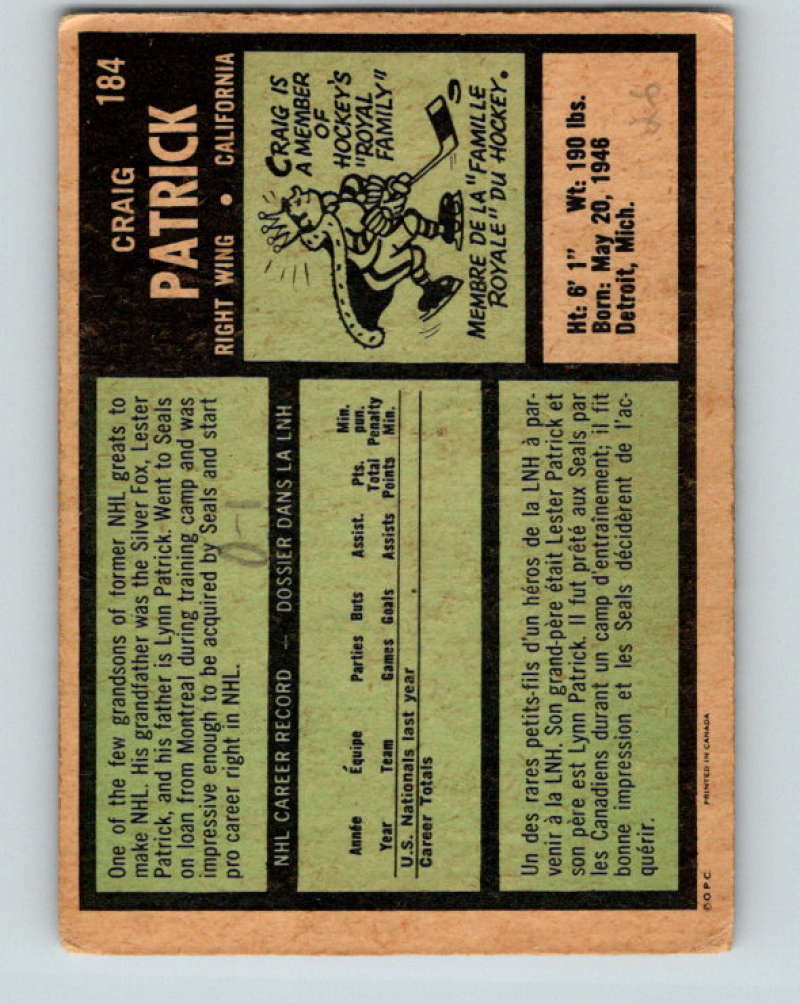 CRAIG 184
PATRICK
RIGHT WING • CALIFORNIA
CRAIG IS
A MEMBER
OF
HOCKEY'S
"ROYAL
FAMILY"
MEMBRE DE LA "FAMILLE
ROYALE" DU HOCKEY.
Ht: 6' 1" Wt: 190 lbs.
Born: May 20, 1946
Detroit, Mich.
One of the few grandsons of former NHL greats to
make NHL. His grandfather was the Silver Fox, Lester
Patrick, and his father is Lynn Patrick. Went to Seals
on loan from Montreal during training camp and was
impressive enough to be acquired by Seals and start
pro career right in NHL.
NHL CAREER RECORD — DOSSIER DANS LA LNH
Min.
Pts. pun.
Année Équipe Parties Buts Assist. Total Penalty
Year Team Games Goals Assists Points Min.
U.S. Nationals last year
Career Totals
Un des rares petits-fils d'un héros de la LNH à par-
venir à la LNH. Son grand-père était Lester Patrick et
son père est Lynn Patrick. Il fut prêté aux Seals par
les Canadiens durant un camp d'entrainement; il fit
bonne impression et les Seals décidèrent de l'ac-
quérir.
© O.P.C. PRINTED IN CANADA